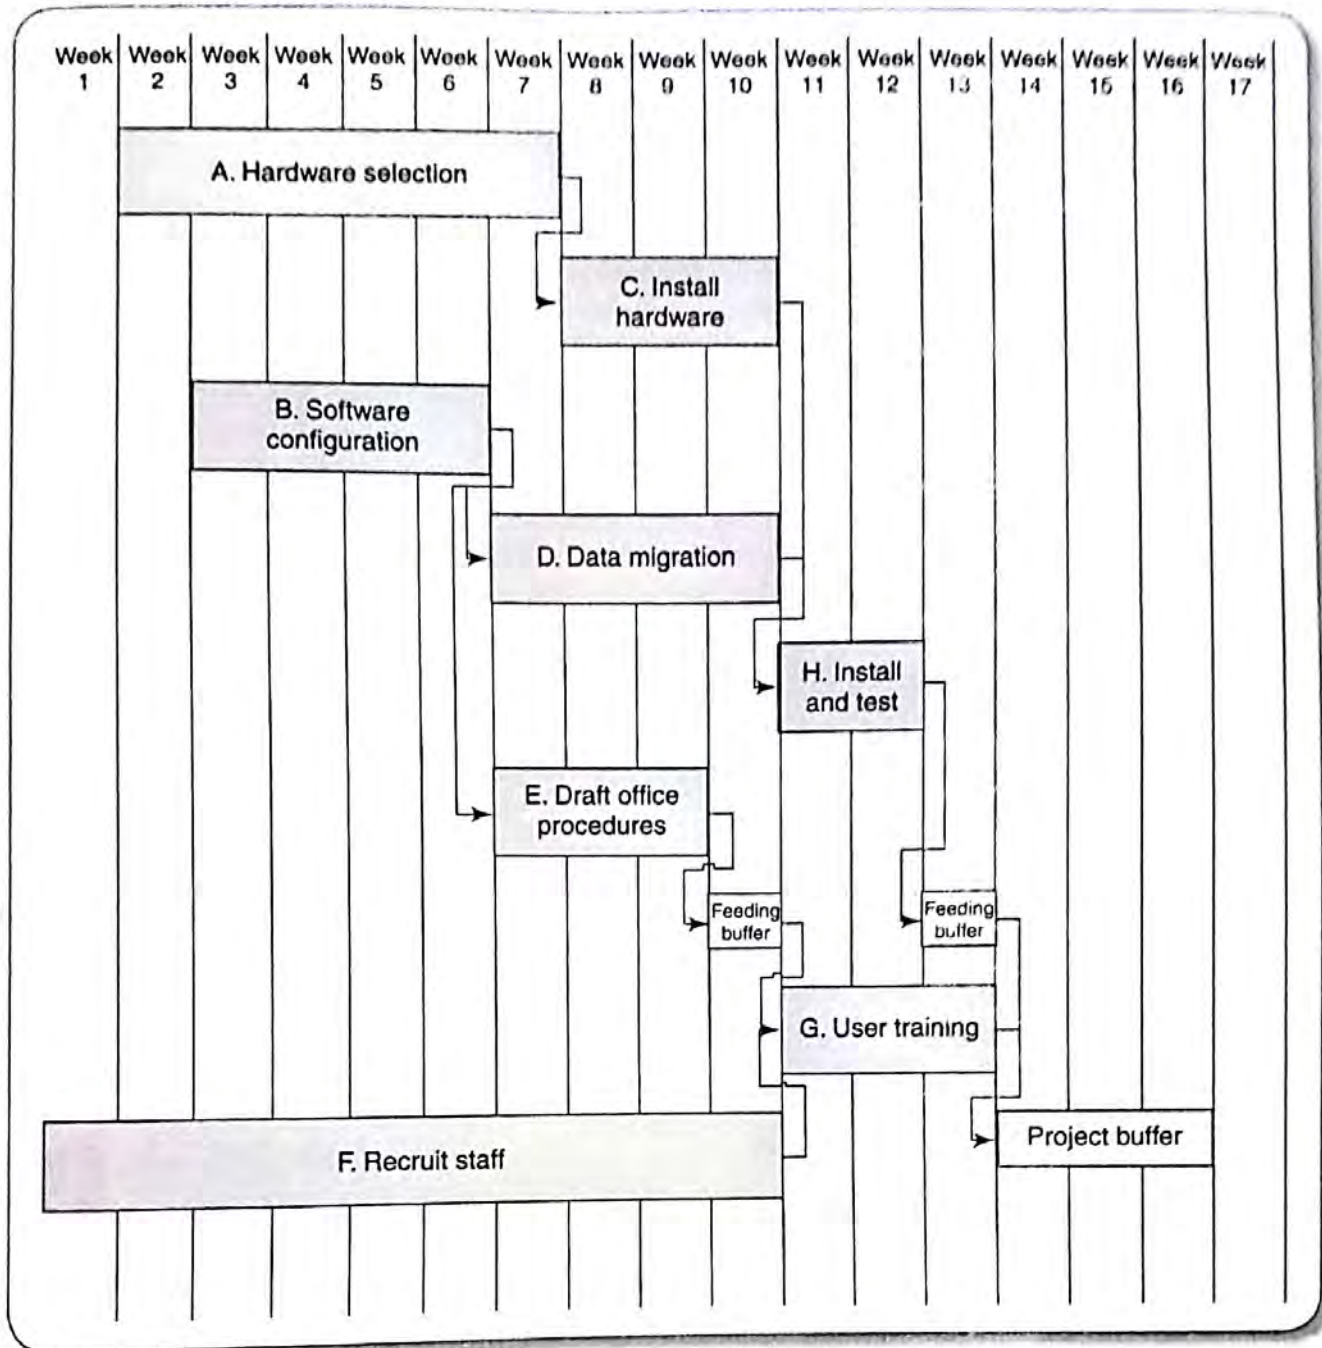 Week Week Week Week Week Week Week Week Week Week Week Week Week Week Week Week Week
1 2 3 4 5 6 7 8 9 10 11 12 13 14 15 16 17
A. Hardware selection
C. Install
hardware
B. Software
configuration
D. Data migration
H. Install
and test
E. Draft office
procedures
Feeding
buffer
Feeding
buffer
G. User training
Project buffer
F. Recruit staff